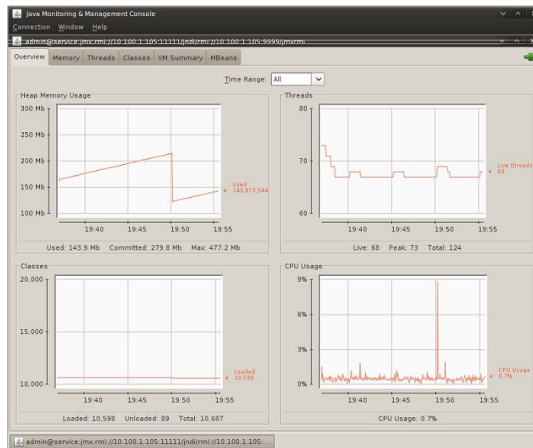 Java Monitoring & Management Console
Connection Window Help
admin@service:jmx:rmi://10.100.1.105:11111/jndi/rmi://10.100.1.105:9999/jmxrmi
Overview Memory Threads Classes VM Summary MBeans
Time Range: All
Heap Memory Usage
300 Mb
250 Mb
200 Mb
150 Mb
100 Mb
Used
143,873,544
19:40 19:45 19:50 19:55
Used: 143.9 Mb Committed: 279.8 Mb Max: 477.2 Mb
Threads
80
70
60
Live threads
68
19:40 19:45 19:50 19:55
Live: 68 Peak: 73 Total: 124
Classes
20,000
15,000
10,000
Loaded
10,598
19:40 19:45 19:50 19:55
Loaded: 10,598 Unloaded: 89 Total: 10,687
CPU Usage
9%
6%
3%
0%
CPU Usage
0.7%
19:40 19:45 19:50 19:55
CPU Usage: 0.7%
admin@service:jmx:rmi://10.100.1.105:11111/jndi/rmi://10.100.1.105:...